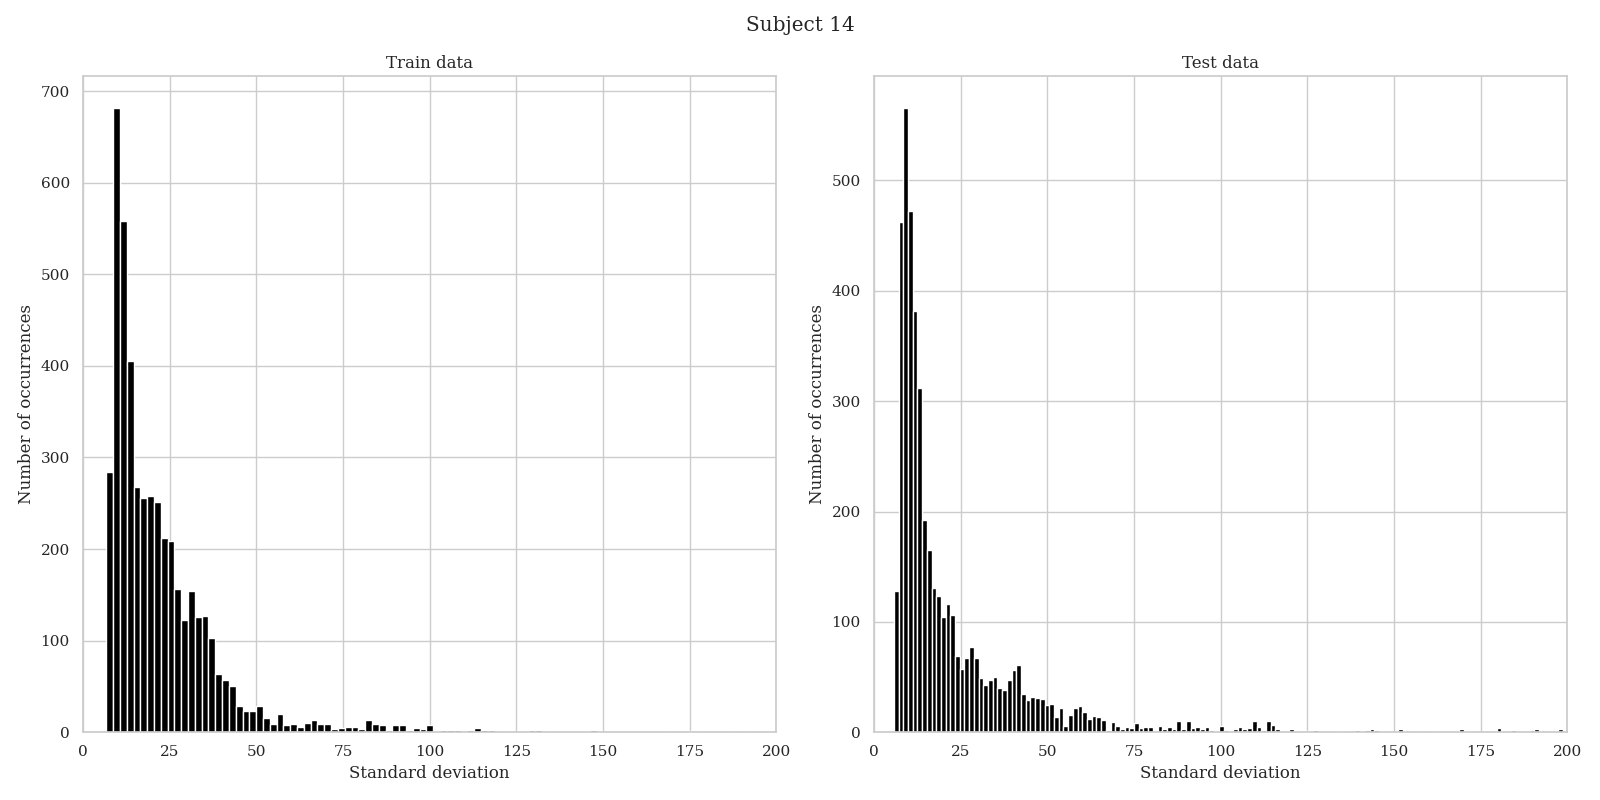 Subject 14
Train data
700
600
500
400
300
200
100
0
Number of occurrences
0 25 50 75 100 125 150 175 200
Standard deviation
Test data
500
400
300
200
100
0
Number of occurrences
0 25 50 75 100 125 150 175 200
Standard deviation